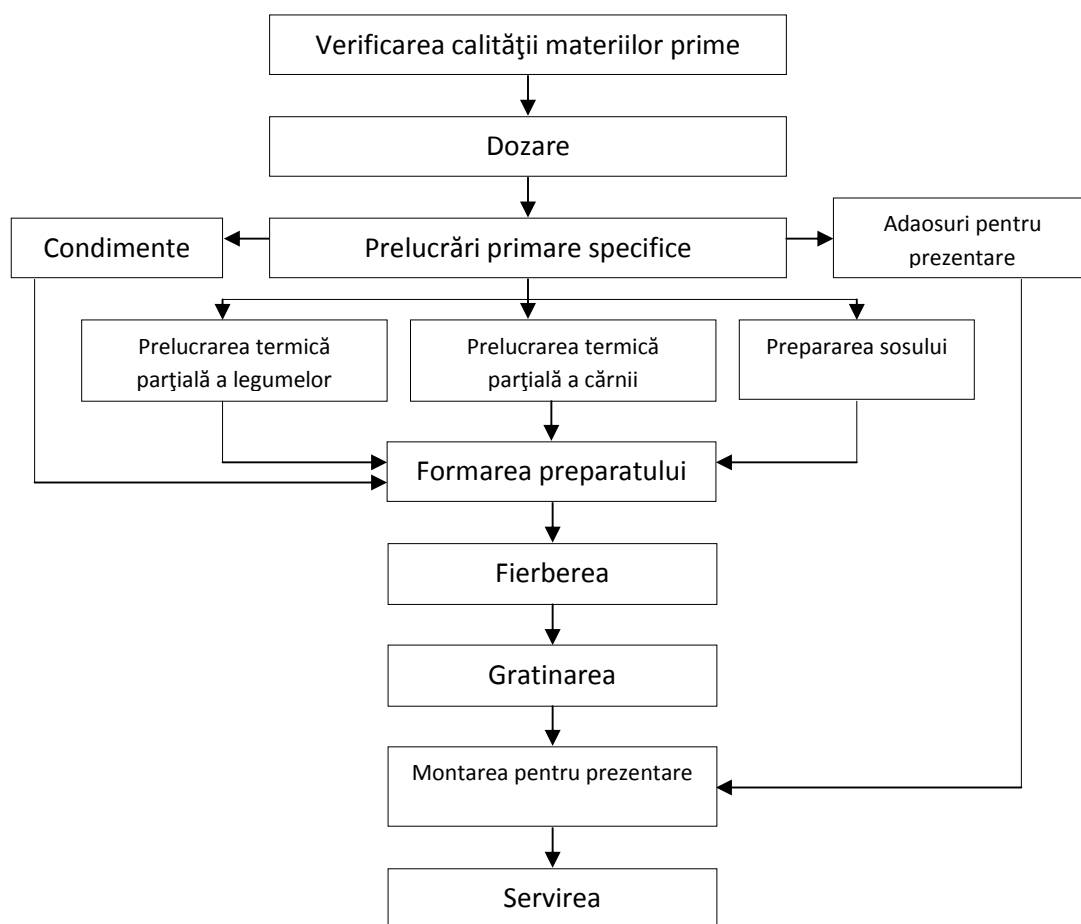 Verificarea calităţii materiilor prime
Dozare
Condimente
Prelucrări primare specifice
Adaosuri pentru
prezentare
Prelucrarea termică
parţială a legumelor
Prelucrarea termică
parţială a cărnii
Prepararea sosului
Formarea preparatului
Fierberea
Gratinarea
Montarea pentru prezentare
Servirea